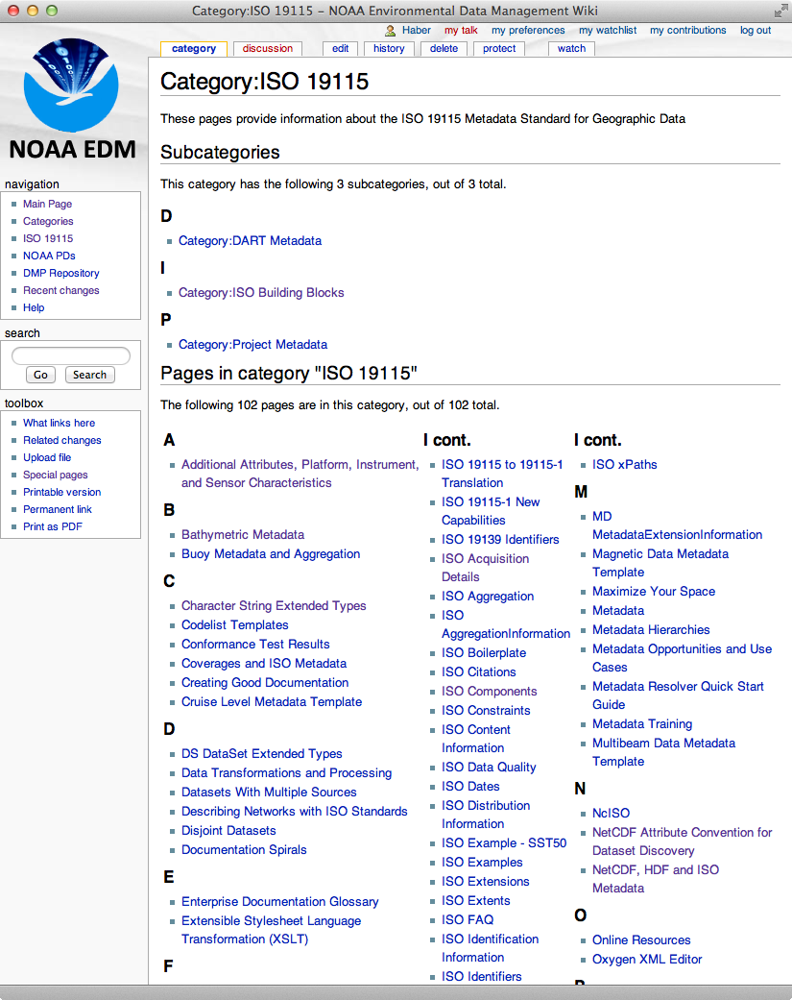 Category:ISO 19115 – NOAA Environmental Data Management Wiki
Haber my talk my preferences my watchlist my contributions log out
category discussion edit history delete protect watch
NOAA EDM
navigation
Main Page
Categories
ISO 19115
NOAA PDs
DMP Repository
Recent changes
Help
search
Go Search
toolbox
What links here
Related changes
Upload file
Special pages
Printable version
Permanent link
Print as PDF
Category:ISO 19115
These pages provide information about the ISO 19115 Metadata Standard for Geographic Data
Subcategories
This category has the following 3 subcategories, out of 3 total.
D
Category:DART Metadata
I
Category:ISO Building Blocks
P
Category:Project Metadata
Pages in category "ISO 19115"
The following 102 pages are in this category, out of 102 total.
A
Additional Attributes, Platform, Instrument,
and Sensor Characteristics
B
Bathymetric Metadata
Buoy Metadata and Aggregation
C
Character String Extended Types
Codelist Templates
Conformance Test Results
Coverages and ISO Metadata
Creating Good Documentation
Cruise Level Metadata Template
D
DS DataSet Extended Types
Data Transformations and Processing
Datasets With Multiple Sources
Describing Networks with ISO Standards
Disjoint Datasets
Documentation Spirals
E
Enterprise Documentation Glossary
Extensible Stylesheet Language
Transformation (XSLT)
F
I cont.
ISO 19115 to 19115-1
Translation
ISO 19115-1 New
Capabilities
ISO 19139 Identifiers
ISO Acquisition
Details
ISO Aggregation
ISO
AggregationInformation
ISO Boilerplate
ISO Citations
ISO Components
ISO Constraints
ISO Content
Information
ISO Data Quality
ISO Dates
ISO Distribution
Information
ISO Example - SST50
ISO Examples
ISO Extensions
ISO Extents
ISO FAQ
ISO Identification
Information
ISO Identifiers
I cont.
ISO xPaths
M
MD
MetadataExtensionInformation
Magnetic Data Metadata
Template
Maximize Your Space
Metadata
Metadata Hierarchies
Metadata Opportunities and Use
Cases
Metadata Resolver Quick Start
Guide
Metadata Training
Multibeam Data Metadata
Template
N
NcISO
NetCDF Attribute Convention for
Dataset Discovery
NetCDF, HDF and ISO
Metadata
O
Online Resources
Oxygen XML Editor